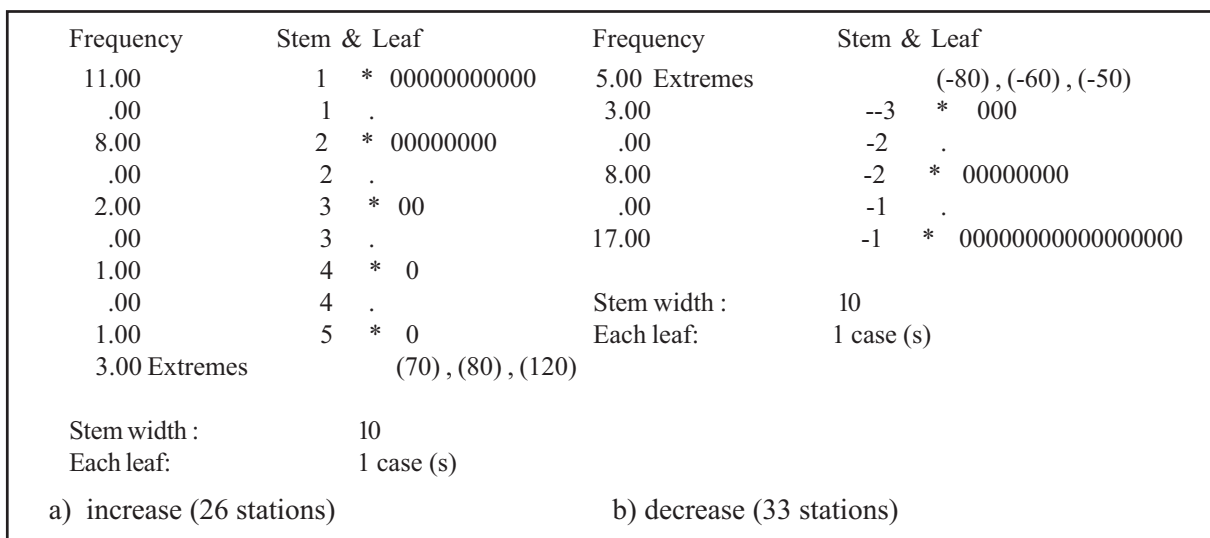 Frequency Stem & Leaf
11.00 1 * 00000000000
.00 1 .
8.00 2 * 00000000
.00 2 .
2.00 3 * 00
.00 3 .
1.00 4 * 0
.00 4 .
1.00 5 * 0
3.00 Extremes (70) , (80) , (120)
Stem width : 10
Each leaf: 1 case (s)
a) increase (26 stations)
Frequency Stem & Leaf
5.00 Extremes (-80) , (-60) , (-50)
3.00 --3 * 000
.00 -2 .
8.00 -2 * 00000000
.00 -1 .
17.00 -1 * 00000000000000000
Stem width : 10
Each leaf: 1 case (s)
b) decrease (33 stations)